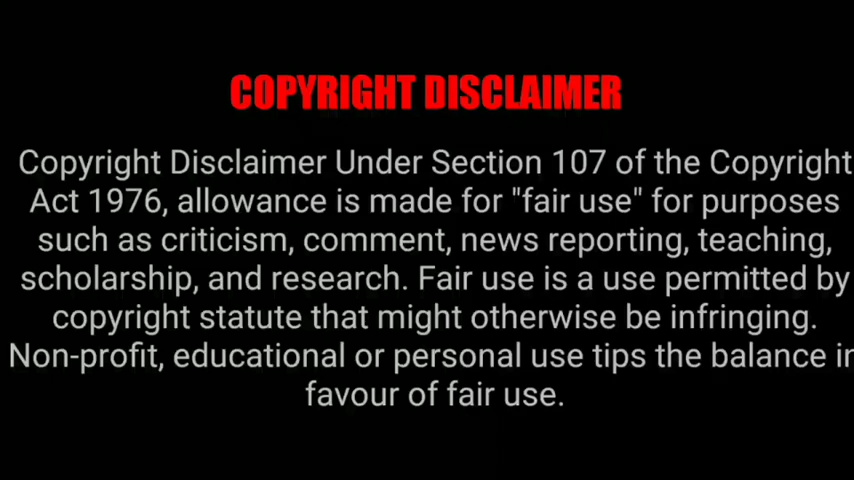 COPYRIGHT DISCLAIMER
Copyright Disclaimer Under Section 107 of the Copyright
Act 1976, allowance is made for "fair use" for purposes
such as criticism, comment, news reporting, teaching,
scholarship, and research. Fair use is a use permitted by
copyright statute that might otherwise be infringing.
Non-profit, educational or personal use tips the balance in
favour of fair use.